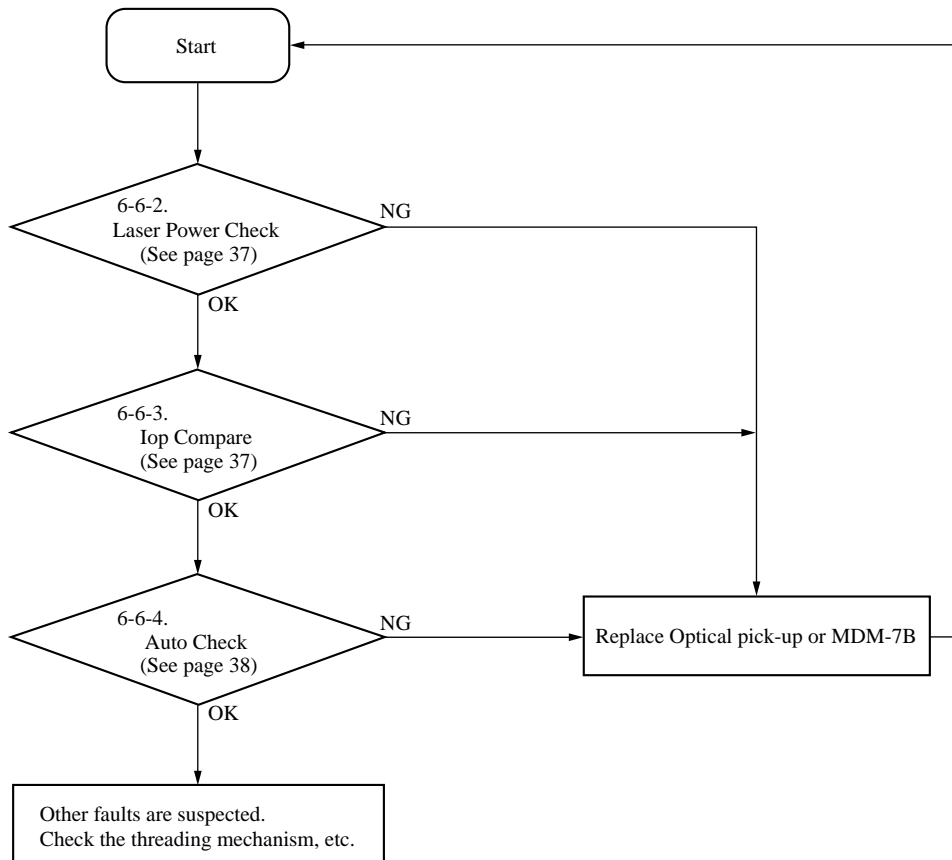 Start
6-6-2.
Laser Power Check
(See page 37)
NG
OK
6-6-3.
Iop Compare
(See page 37)
NG
OK
6-6-4.
Auto Check
(See page 38)
NG
OK
Replace Optical pick-up or MDM-7B
Other faults are suspected.
Check the threading mechanism, etc.